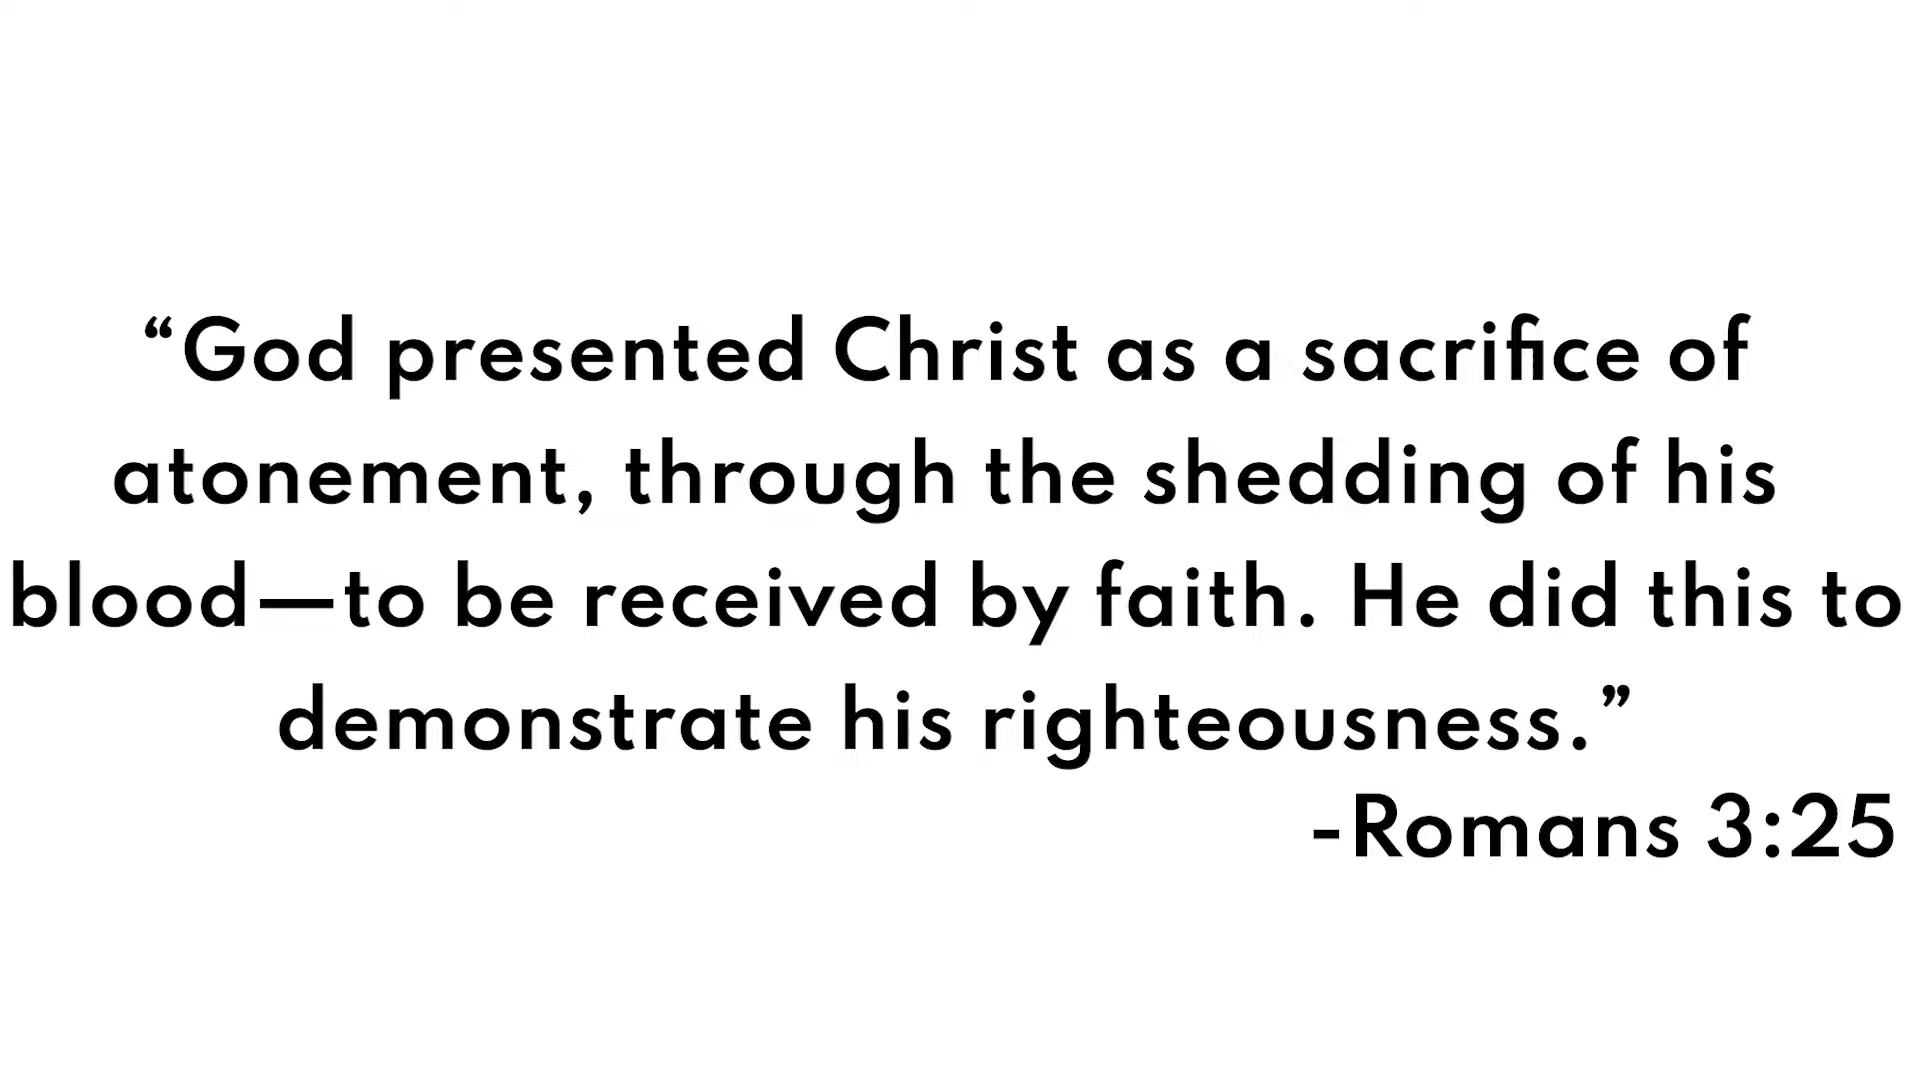 “God presented Christ as a sacrifice of
atonement, through the shedding of his
blood—to be received by faith. He did this to
demonstrate his righteousness.”
-Romans 3:25